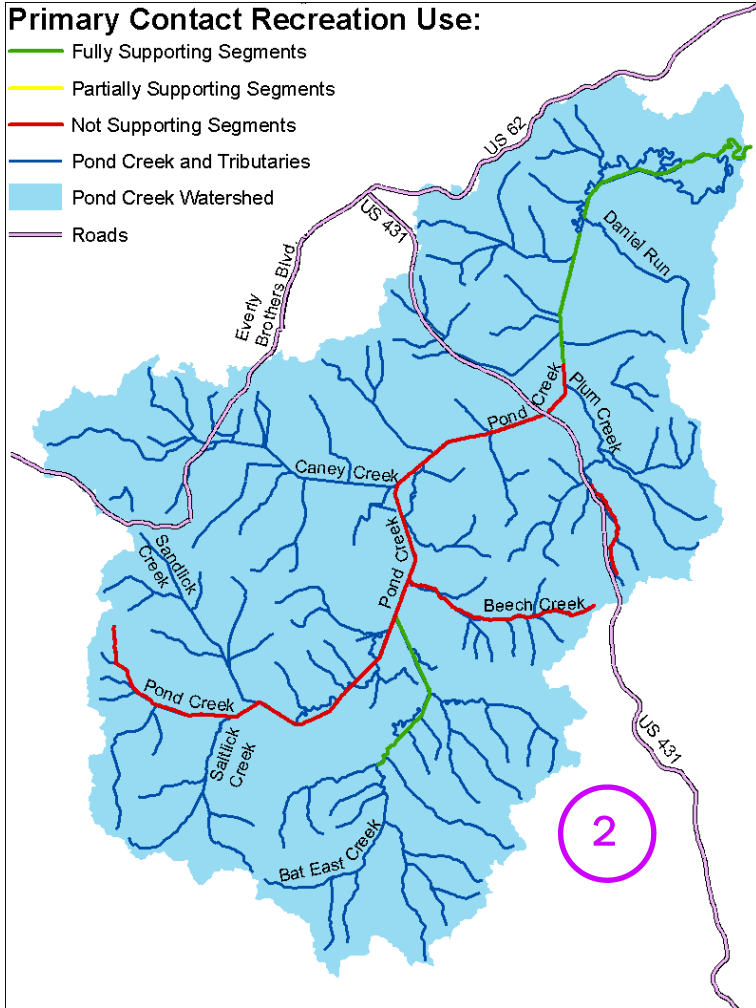 Primary Contact Recreation Use:
Fully Supporting Segments
Partially Supporting Segments
Not Supporting Segments
Pond Creek and Tributaries
Pond Creek Watershed
Roads
US 62
US 431
Daniel Run
Everly
Brothers Blvd
Pond Creek
Plum Creek
Caney Creek
Sandlick
Creek
Pond Creek
Beech Creek
Pond Creek
Saltlick
Creek
US 431
2
Bat East Creek